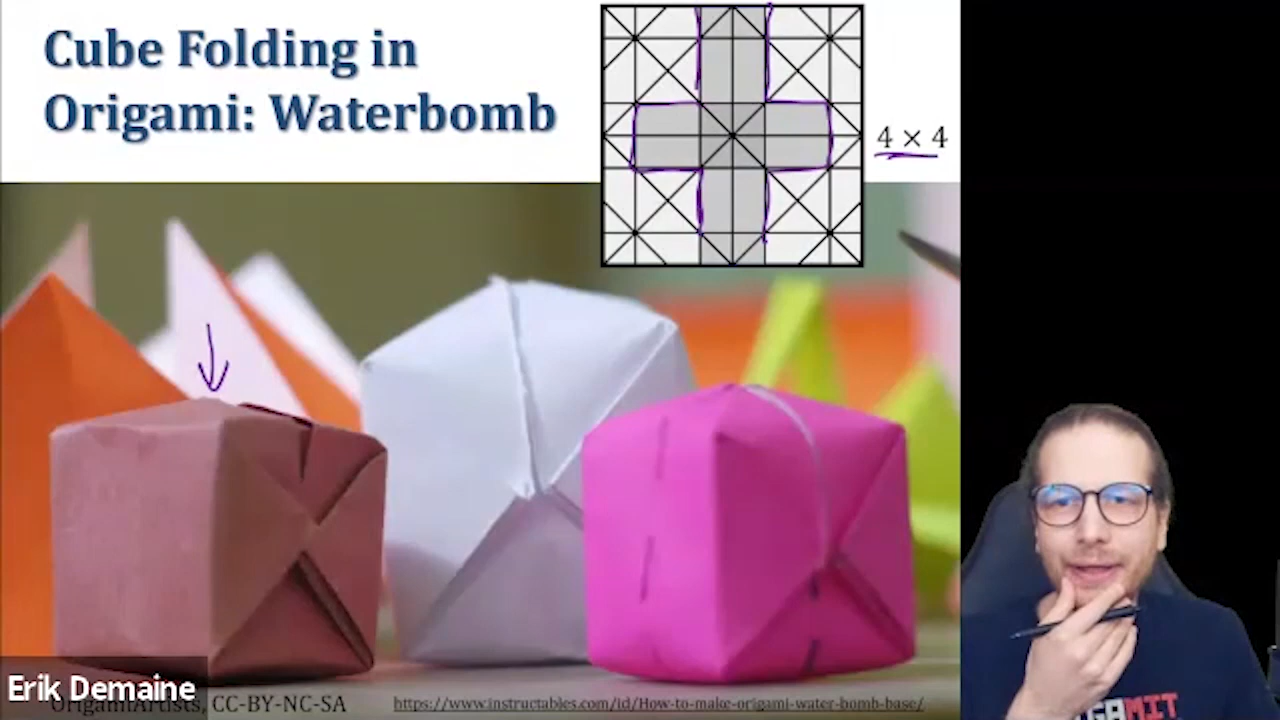 Cube Folding in
Origami: Waterbomb
4 × 4
Erik Demaine
OrigamiArtists, CC-BY-NC-SA
https://www.instructables.com/id/How-to-make-origami-water-bomb-base/
MIT